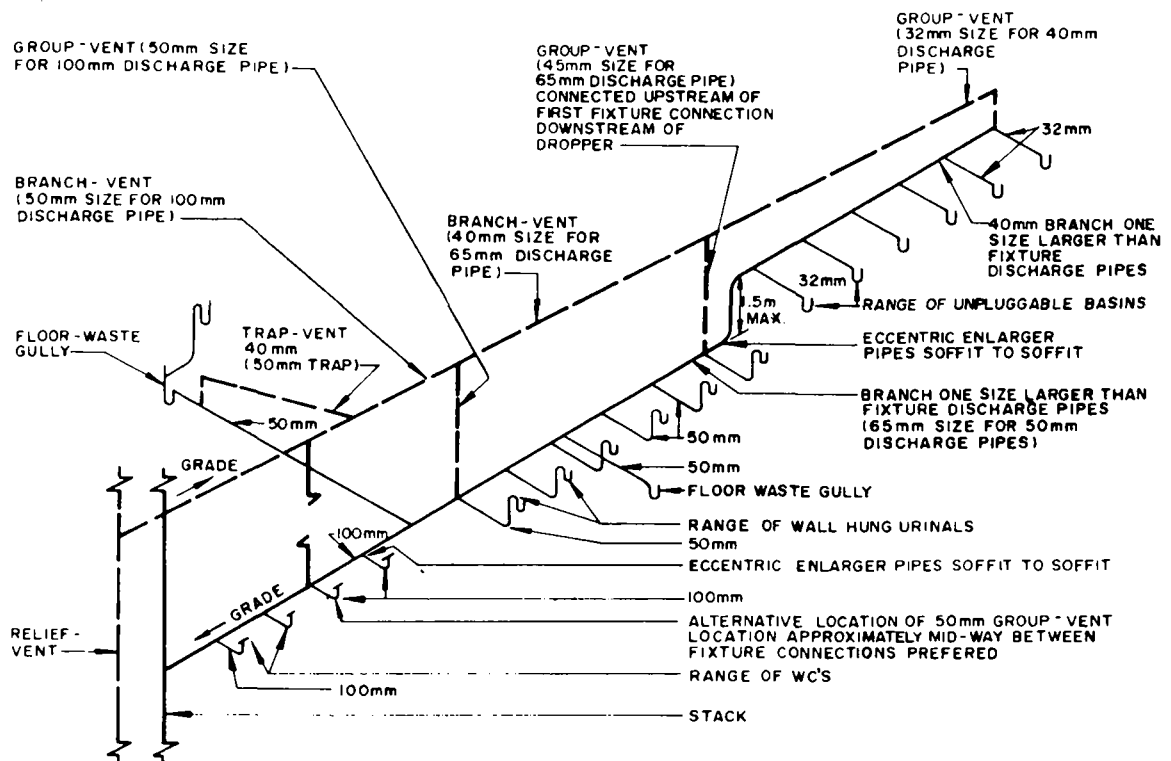 GROUP-VENT (50mm SIZE
FOR 100mm DISCHARGE PIPE)
GROUP-VENT
(45mm SIZE FOR
65mm DISCHARGE PIPE)
CONNECTED UPSTREAM OF
FIRST FIXTURE CONNECTION
DOWNSTREAM OF
DROPPER
GROUP-VENT
(32mm SIZE FOR 40mm
DISCHARGE
PIPE)
32mm
BRANCH-VENT
(50mm SIZE FOR 100mm
DISCHARGE PIPE)
BRANCH-VENT
(40mm SIZE FOR
65mm DISCHARGE
PIPE)
40mm BRANCH ONE
SIZE LARGER THAN
FIXTURE
DISCHARGE PIPES
32mm
RANGE OF UNPLUGGABLE BASINS
.5m
MAX.
FLOOR-WASTE
GULLY
TRAP-VENT
40mm
(50mm TRAP)
ECCENTRIC ENLARGER
PIPES SOFFIT TO SOFFIT
BRANCH ONE SIZE LARGER THAN
FIXTURE DISCHARGE PIPES
(65mm SIZE FOR 50mm
DISCHARGE PIPES)
50mm
50mm
50mm
GRADE
FLOOR WASTE GULLY
RANGE OF WALL HUNG URINALS
50mm
100mm
ECCENTRIC ENLARGER PIPES SOFFIT TO SOFFIT
100mm
GRADE
ALTERNATIVE LOCATION OF 50mm GROUP-VENT
LOCATION APPROXIMATELY MID-WAY BETWEEN
FIXTURE CONNECTIONS PREFERED
RELIEF-
VENT
RANGE OF WC'S
100mm
STACK